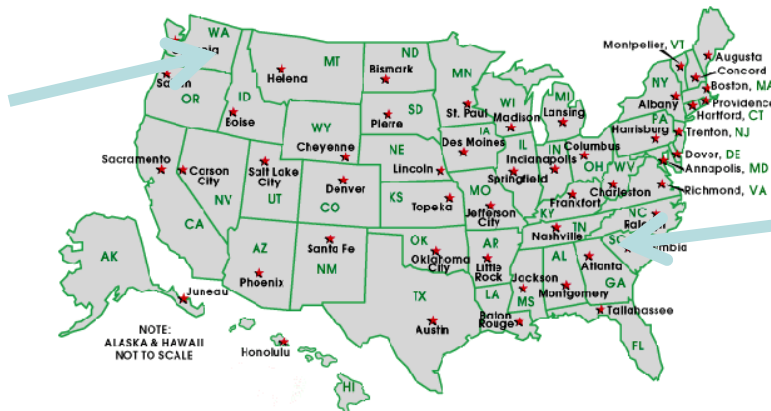 WA
Montpelier, VT
Augusta
ND
MT
Concord
Helena
Bismark
MN
Boston, MA
NY
ID
WI
MI
OR
Albany
Providence
SD
St. Paul
Madison
Lansing
Hartford, CT
Boise
Pierre
PA
WY
IA
Harrisburg
Trenton, NJ
Cheyenne
NE
Des Moines
IL
IN
Columbus
Dover, DE
Sacramento
Carson
City
Salt Lake
City
Lincoln
Indianapolis
OH
WV
Annapolis, MD
Denver
Springfield
Charleston
NV
UT
CO
KS
Topeka
MO
Jefferson
City
Frankfort
KY
Richmond, VA
CA
NC
Nashville
TN
AK
AZ
Santa Fe
NM
OK
Oklahoma
City
AR
Little
Rock
AL
SC
Atlanta
Phoenix
Jackson
GA
Juneau
TX
LA
MS
Montgomery
Tallahassee
NOTE:
ALASKA & HAWAII
NOT TO SCALE
Austin
Baton
Rouge
Honolulu
FL
HI